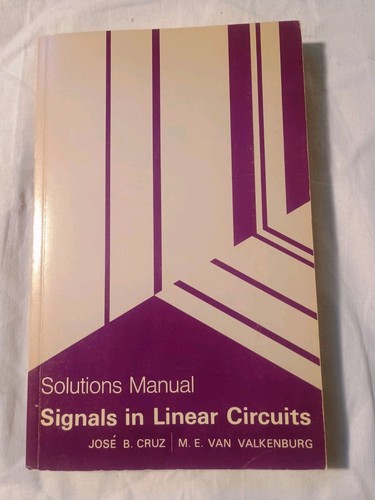 Solutions Manual
Signals in Linear Circuits
JOSÉ B. CRUZ | M. E. VAN VALKENBURG